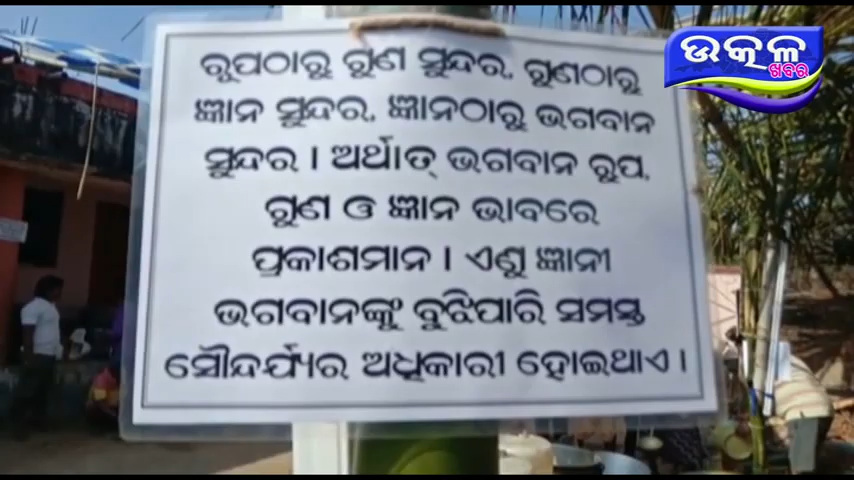 ଉତ୍କଳ
ଖବର
ରୂପଠାରୁ ଗୁଣ ସୁନ୍ଦର, ଗୁଣଠାରୁ
ଜ୍ଞାନ ସୁନ୍ଦର, ଜ୍ଞାନଠାରୁ ଭଗବାନ
ସୁନ୍ଦର । ଅର୍ଥାତ୍ ଭଗବାନ ରୂପ,
ଗୁଣ ଓ ଜ୍ଞାନ ଭାବରେ
ପ୍ରକାଶମାନ । ଏଣୁ ଜ୍ଞାନୀ
ଭଗବାନଙ୍କୁ ବୁଝିପାରି ସମସ୍ତ
ସୌନ୍ଦର୍ଯ୍ୟର ଅଧିକାରୀ ହୋଇଥାଏ ।